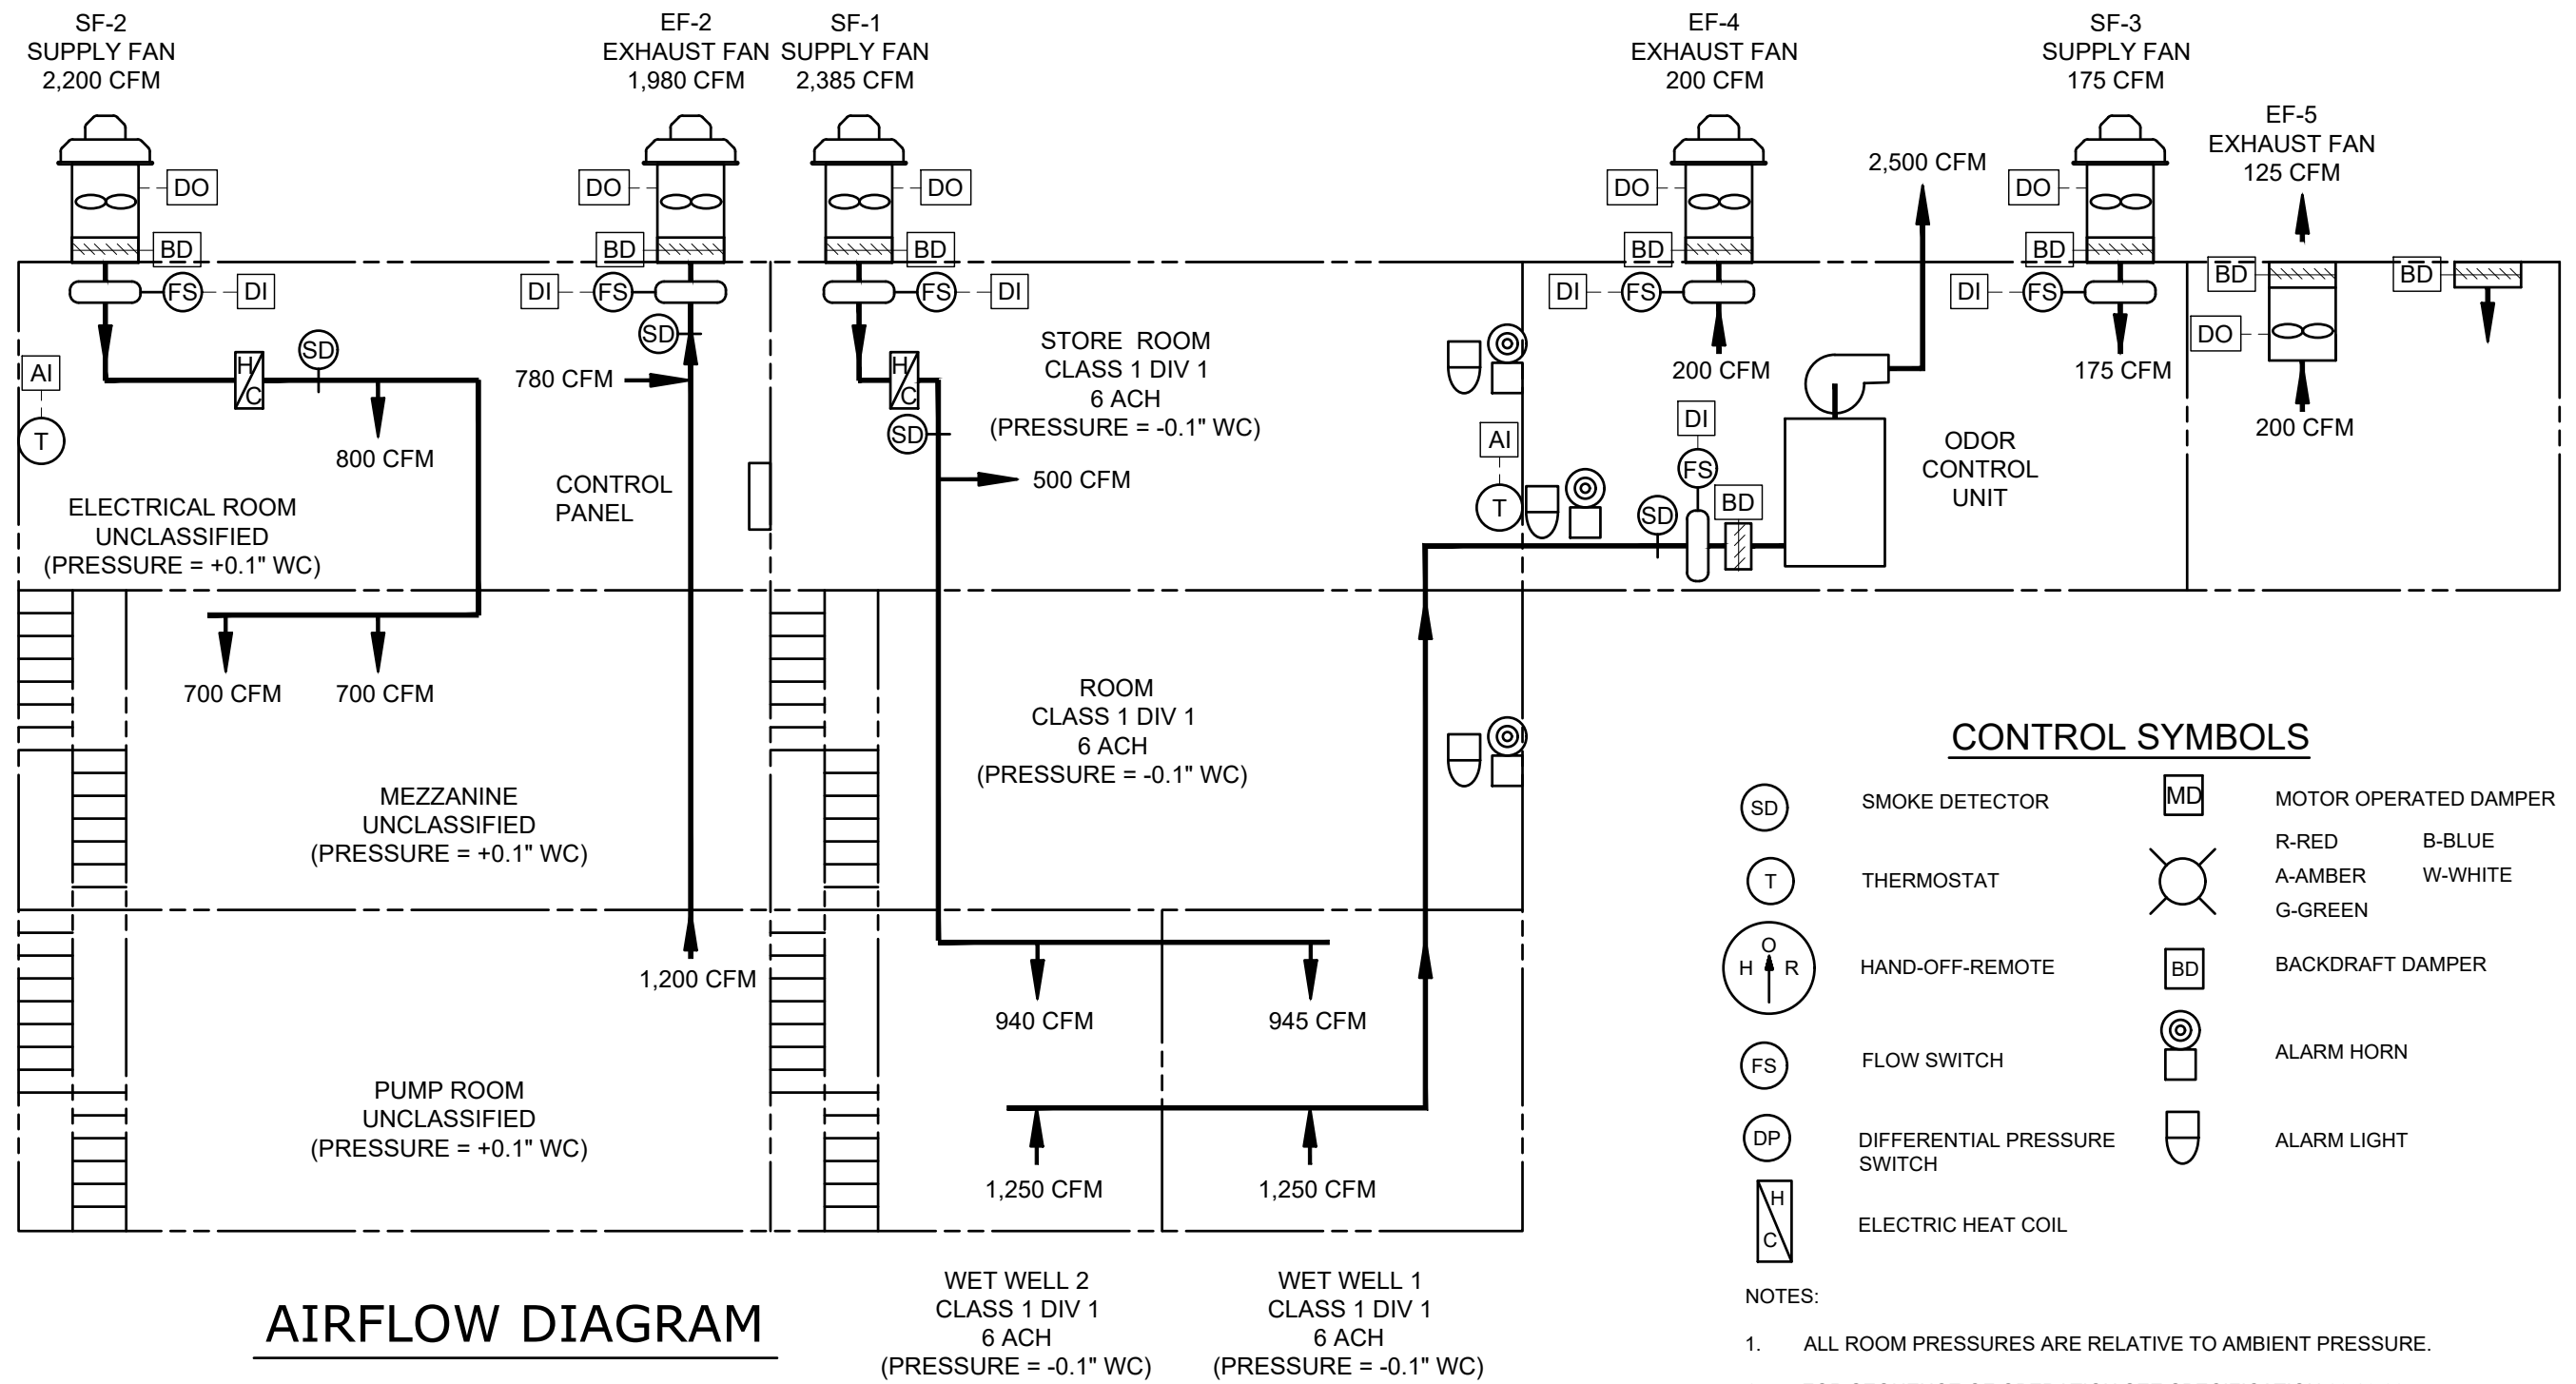 SF-2
SUPPLY FAN
2,200 CFM
EF-2
EXHAUST FAN
1,980 CFM
SF-1
SUPPLY FAN
2,385 CFM
EF-4
EXHAUST FAN
200 CFM
SF-3
SUPPLY FAN
175 CFM
EF-5
EXHAUST FAN
125 CFM
2,500 CFM
DO
DO
DO
DO
DO
BD
BD
BD
BD
BD
BD
BD
FS
DI
DI
FS
FS
DI
DI
FS
DI
FS
DO
SD
SD
AI
T
H
C
800 CFM
780 CFM
H
C
SD
STORE ROOM
CLASS 1 DIV 1
6 ACH
(PRESSURE = -0.1" WC)
500 CFM
200 CFM
175 CFM
200 CFM
AI
T
DI
FS
SD
BD
ODOR
CONTROL
UNIT
ELECTRICAL ROOM
UNCLASSIFIED
(PRESSURE = +0.1" WC)
CONTROL
PANEL
700 CFM
700 CFM
ROOM
CLASS 1 DIV 1
6 ACH
(PRESSURE = -0.1" WC)
MEZZANINE
UNCLASSIFIED
(PRESSURE = +0.1" WC)
1,200 CFM
940 CFM
945 CFM
PUMP ROOM
UNCLASSIFIED
(PRESSURE = +0.1" WC)
1,250 CFM
1,250 CFM
WET WELL 2
CLASS 1 DIV 1
6 ACH
(PRESSURE = -0.1" WC)
WET WELL 1
CLASS 1 DIV 1
6 ACH
(PRESSURE = -0.1" WC)
AIRFLOW DIAGRAM
CONTROL SYMBOLS
SD
SMOKE DETECTOR
T
THERMOSTAT
O
H R
HAND-OFF-REMOTE
FS
FLOW SWITCH
DP
DIFFERENTIAL PRESSURE
SWITCH
H
C
ELECTRIC HEAT COIL
MD
MOTOR OPERATED DAMPER
R-RED B-BLUE
A-AMBER W-WHITE
G-GREEN
BD
BACKDRAFT DAMPER
ALARM HORN
ALARM LIGHT
NOTES:
1. ALL ROOM PRESSURES ARE RELATIVE TO AMBIENT PRESSURE.